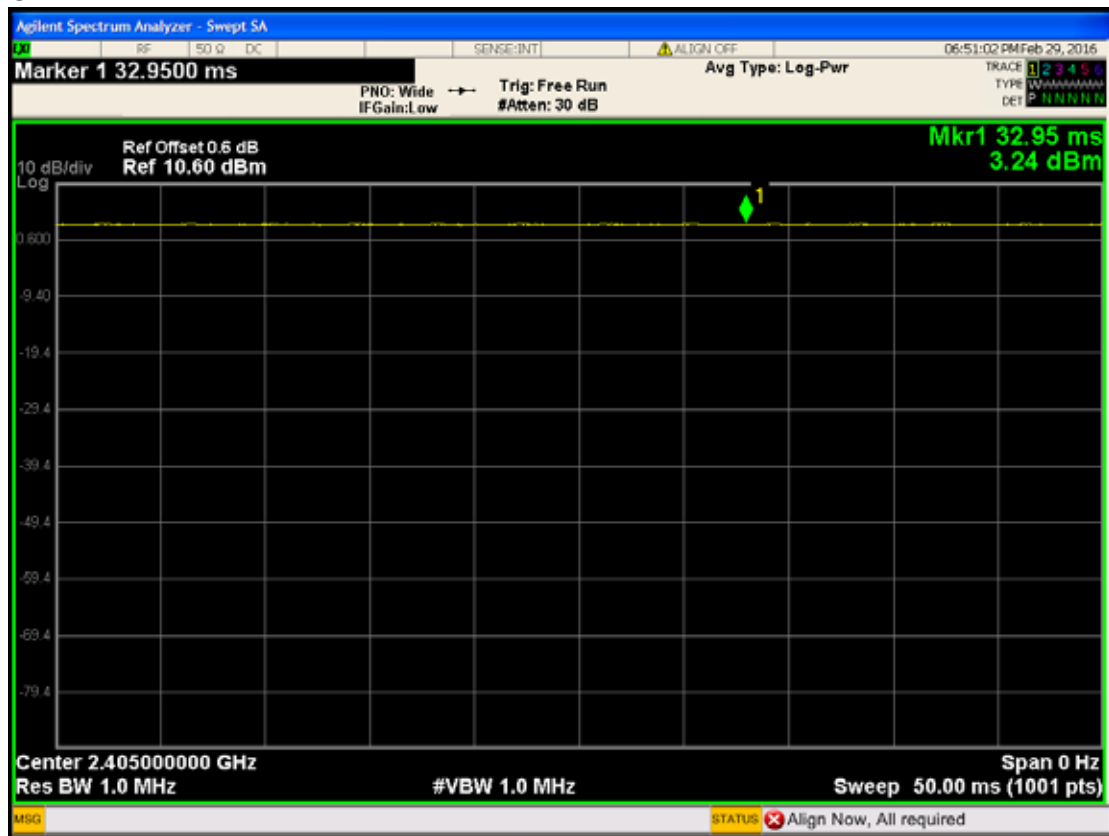 Agilent Spectrum Analyzer - Swept SA
RF 50 Ω DC SENSE:INT ALIGN OFF 06:51:02 PM Feb 29, 2016
Marker 1 32.9500 ms
PNO: Wide
IFGain:Low
Trig: Free Run
#Atten: 30 dB
Avg Type: Log-Pwr
TRACE 1 2 3 4 5 6
TYPE W
DET P N N N N N
Ref Offset 0.6 dB
10 dB/div Ref 10.60 dBm
Log
Mkr1 32.95 ms
3.24 dBm
1
0.600
-9.40
-19.4
-29.4
-39.4
-49.4
-59.4
-69.4
-79.4
Center 2.405000000 GHz Span 0 Hz
Res BW 1.0 MHz #VBW 1.0 MHz Sweep 50.00 ms (1001 pts)
MSG STATUS Align Now, All required